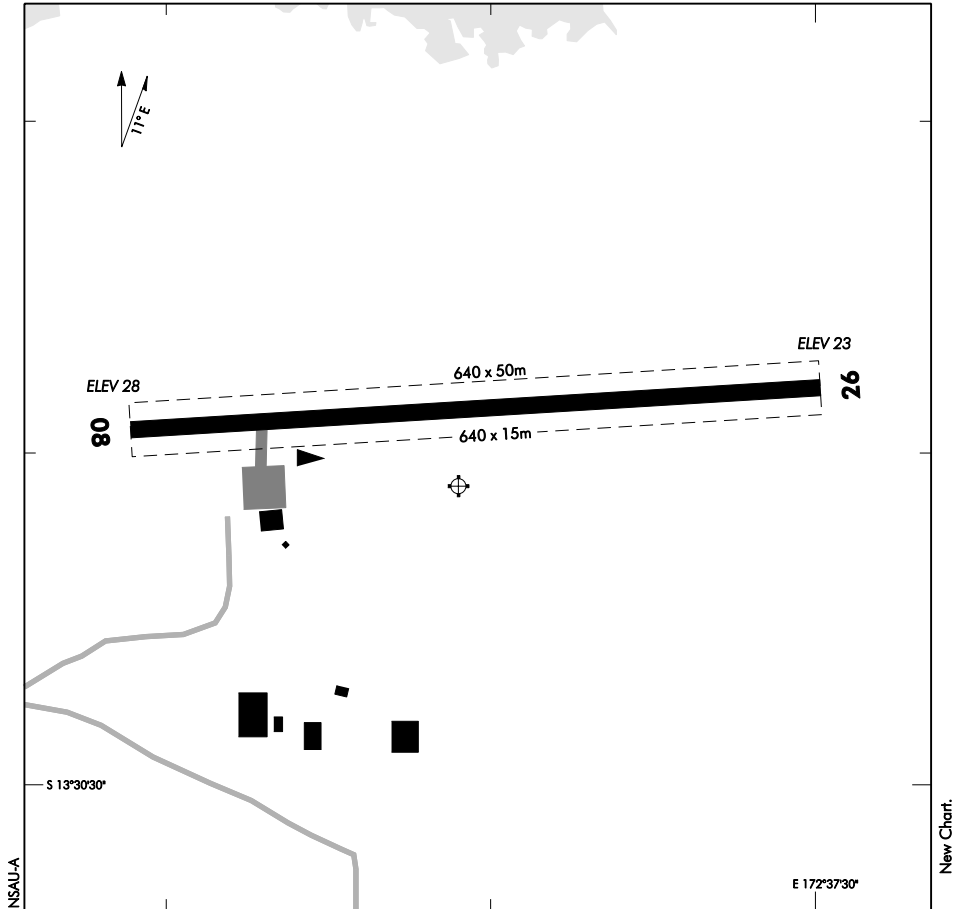 11° E
ELEV 23
640 x 50m
ELEV 28
26
08
640 x 15m
S 13°30'30"
E 172°37'30"
NSAU-A
New Chart.